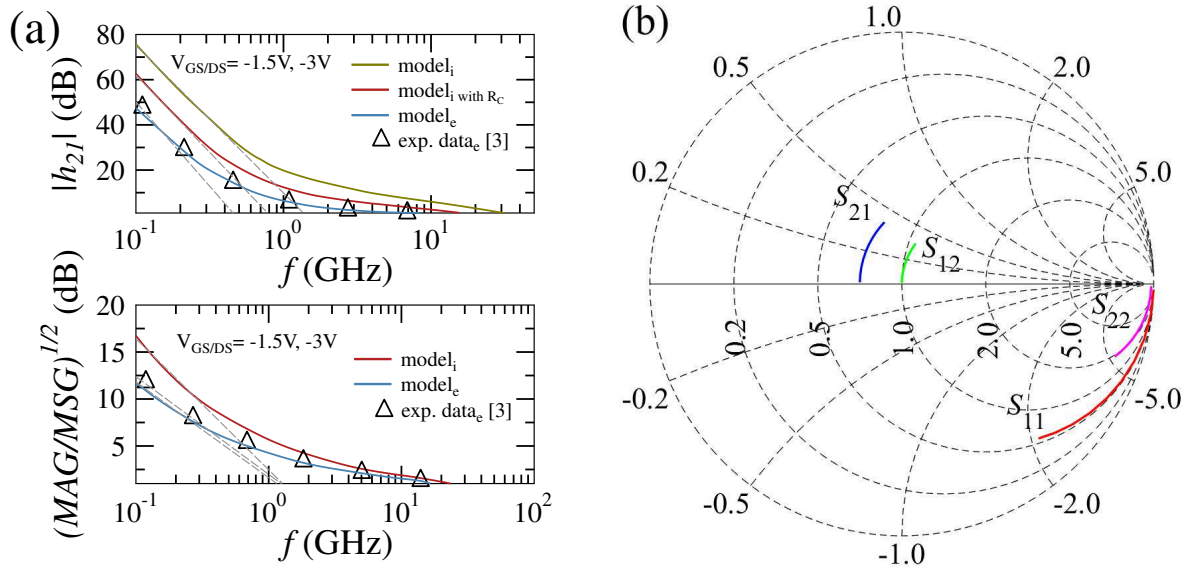 (a)
|h21| (dB)
80
60
40
20
VGS/DS= -1.5V, -3V
modeli
modeli with RC
modele
exp. datae [3]
10-1
100
101
f (GHz)
(MAG/MSG)1/2 (dB)
20
15
10
5
VGS/DS= -1.5V, -3V
modeli
modele
exp. datae [3]
10-1
100
101
102
f (GHz)
(b)
1.0
0.5
2.0
0.2
5.0
S21
S12
0.2
0.5
1.0
2.0
5.0
S22
S11
-0.2
-5.0
-0.5
-2.0
-1.0